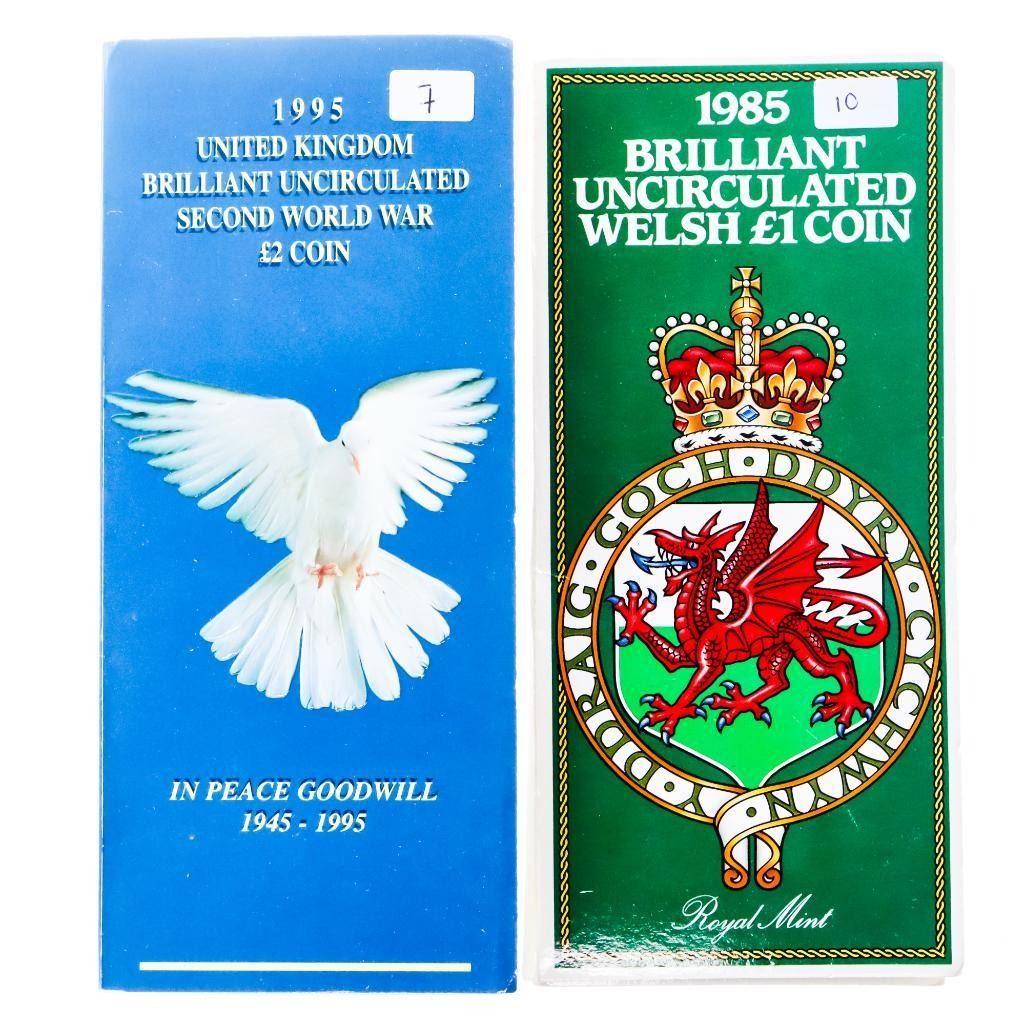 7
1995
UNITED KINGDOM
BRILLIANT UNCIRCULATED
SECOND WORLD WAR
£2 COIN
IN PEACE GOODWILL
1945 - 1995
10
1985
BRILLIANT
UNCIRCULATED
WELSH £1 COIN
Y·DDRAIG·GOCH·DDYRY·CYCHWYN·
Royal Mint